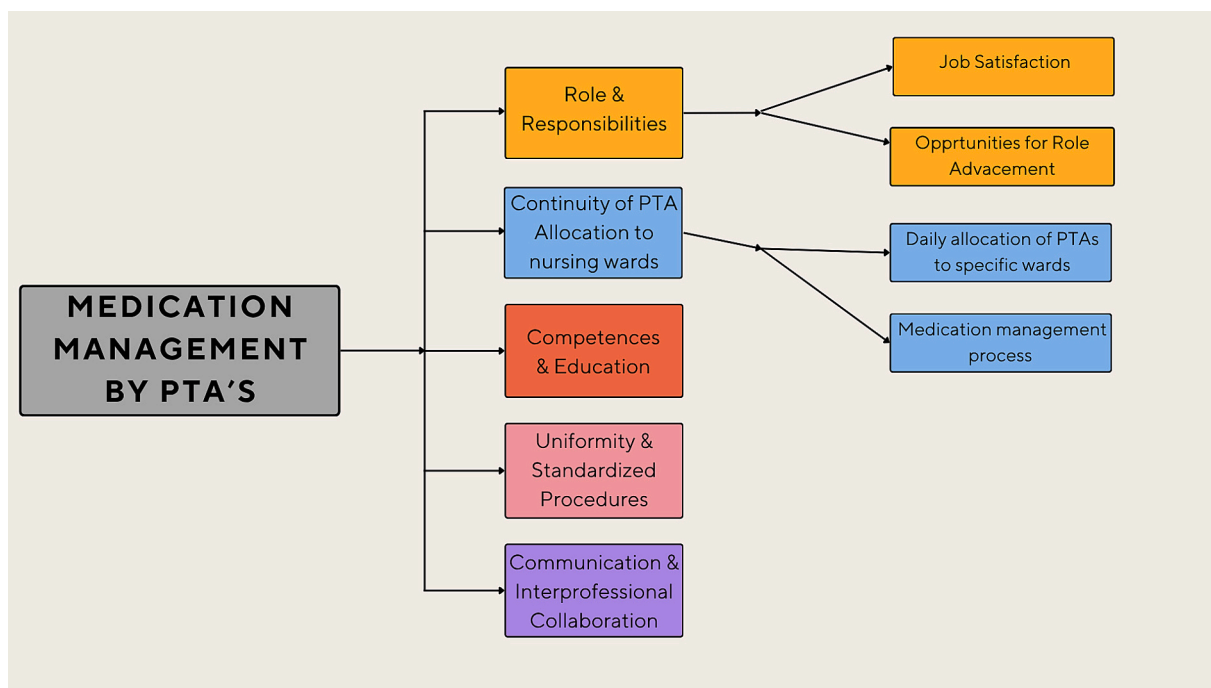 MEDICATION
MANAGEMENT
BY PTA'S
Role &
Responsibilities
Job Satisfaction
Opprtunities for Role
Advacement
Continuity of PTA
Allocation to
nursing wards
Daily allocation of PTAs
to specific wards
Medication management
process
Competences
& Education
Uniformity &
Standardized
Procedures
Communication &
Interprofessional
Collaboration